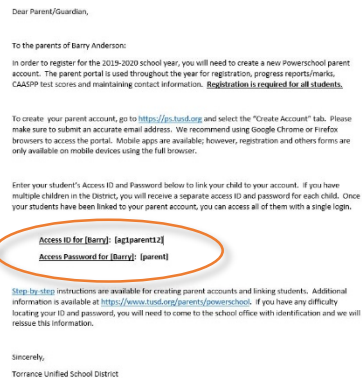 Dear Parent/Guardian,
To the parents of Barry Anderson:
In order to register for the 2019-2020 school year, you will need to create a new Powerschool parent
account. The parent portal is used throughout the year for registration, progress reports/marks,
CAASPP test scores and maintaining contact information. Registration is required for all students.
To create your parent account, go to https://ps.tusd.org and select the "Create Account" tab. Please
make sure to submit an accurate email address. We recommend using Google Chrome or Firefox
browsers to access the portal. Mobile apps are available; however, registration and others forms are
only available on mobile devices using the full browser.
Enter your student's Access ID and Password below to link your child to your account. If you have
multiple children in the District, you will receive a separate access ID and password for each child. Once
your students have been linked to your parent account, you can access all of them with a single login.
Access ID for [Barry]: [ag1parent12]
Access Password for [Barry]: [parent]
Step-by-step instructions are available for creating parent accounts and linking students. Additional
information is available at https://www.tusd.org/parents/powerschool. If you have any difficulty
locating your ID and password, you will need to come to the school office with identification and we will
reissue this information.
Sincerely,
Torrance Unified School District